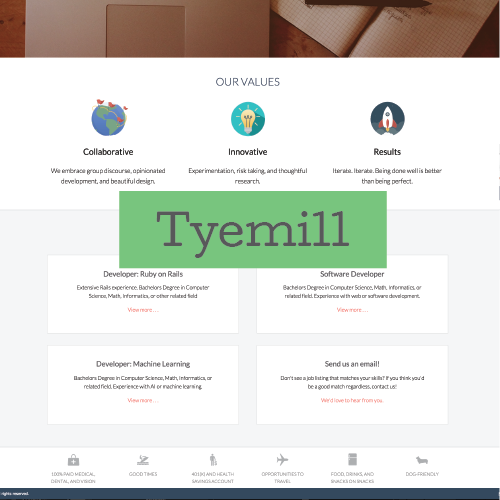 OUR VALUES
Collaborative
Innovative
Results
We embrace group discourse, opinionated
development, and beautiful design.
Experimentation, risk taking, and thoughtful
research.
Iterate. Iterate. Being done well is better
than being perfect.
Tyemill
Developer: Ruby on Rails
Extensive Rails experience. Bachelors Degree in Computer
Science, Math, Informatics, or other related field
View more . . .
Software Developer
Bachelors Degree in Computer Science, Math, Informatics, or
related field. Experience with web or software development.
View more . . .
Developer: Machine Learning
Bachelors Degree in Computer Science, Math, Informatics, or
related field. Experience with AI or machine learning.
View more . . .
Send us an email!
Don't see a job listing that matches your skills? If you think you'd
be a good match regardless, contact us!
We'd love to hear from you.
100% PAID MEDICAL,
DENTAL, AND VISION
GOOD TIMES
401(K) AND HEALTH
SAVINGS ACCOUNT
OPPORTUNITIES TO
TRAVEL
FOOD, DRINKS, AND
SNACKS ON SNACKS
DOG-FRIENDLY
rights reserved.